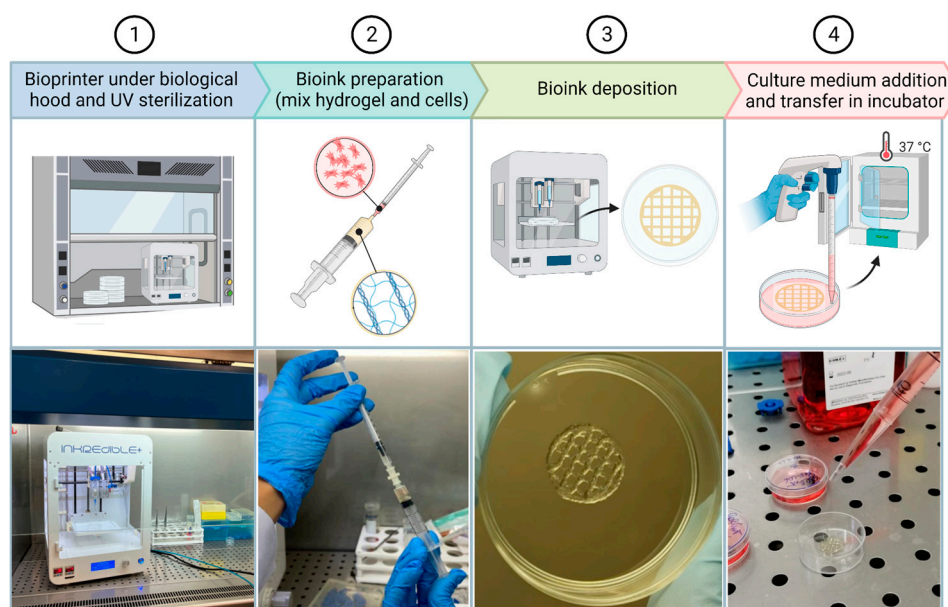 1
2
3
4
Bioprinter under biological
hood and UV sterilization
Bioink preparation
(mix hydrogel and cells)
Bioink deposition
Culture medium addition
and transfer in incubator
37 °C
INKREDIBLE+